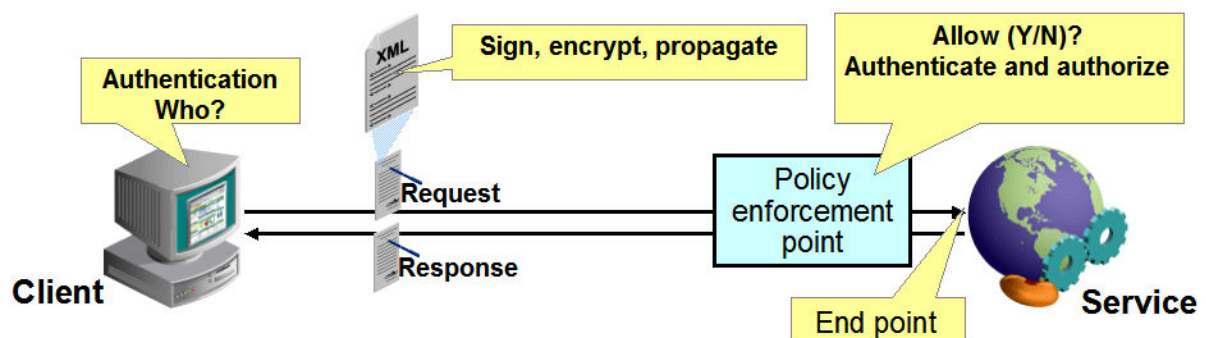 Authentication
Who?
XML
Sign, encrypt, propagate
Allow (Y/N)?
Authenticate and authorize
Request
Response
Policy
enforcement
point
Client
Service
End point